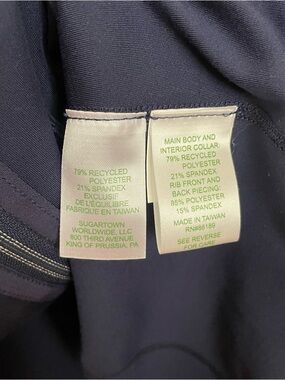 79% RECYCLED
POLYESTER
21% SPANDEX
EXCLUSIF
DE L'ÉQUILIBRE
FABRIQUE EN TAIWAN
SUGARTOWN
WORLDWIDE, LLC
800 THIRD AVENUE
KING OF PRUSSIA, PA
MAIN BODY AND
INTERIOR COLLAR:
79% RECYCLED
POLYESTER
21% SPANDEX
RIB FRONT AND
BACK PIECING:
85% POLYESTER
15% SPANDEX
MADE IN TAIWAN
RN#86189
SEE REVERSE
FOR CARE